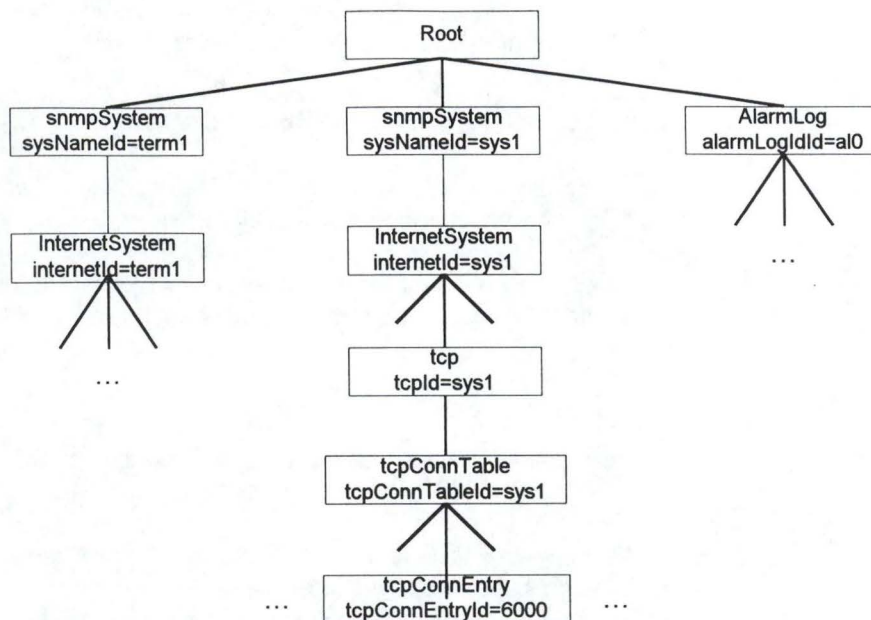 Root
snmpSystem
sysNameId=term1
snmpSystem
sysNameId=sys1
AlarmLog
alarmLogIdId=al0
InternetSystem
internetId=term1
InternetSystem
internetId=sys1
...
...
tcp
tcpId=sys1
tcpConnTable
tcpConnTableId=sys1
...
tcpConnEntry
tcpConnEntryId=6000
...